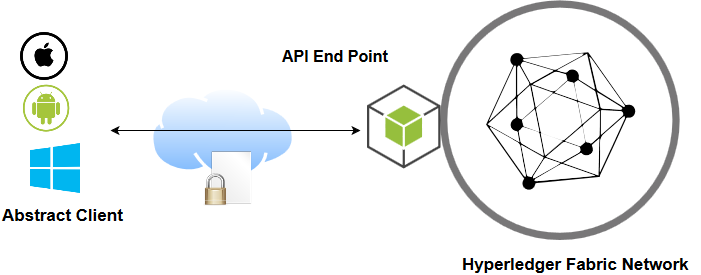 API End Point
Abstract Client
Hyperledger Fabric Network